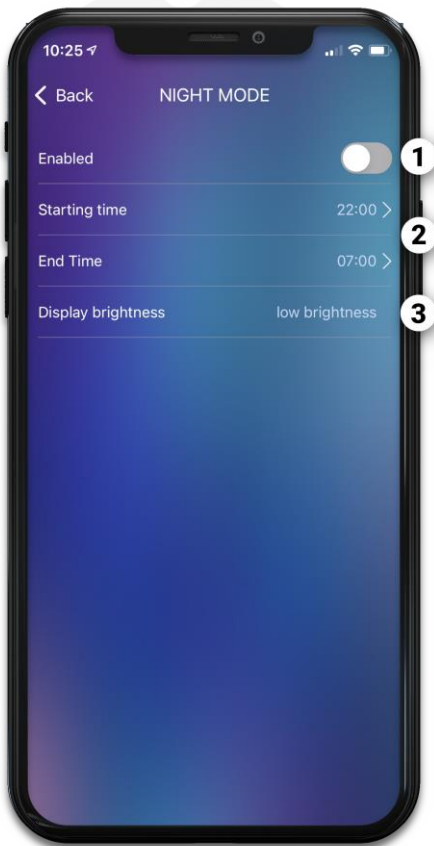 10:25
Back NIGHT MODE
Enabled 1
Starting time 22:00
2
End Time 07:00
Display brightness low brightness 3